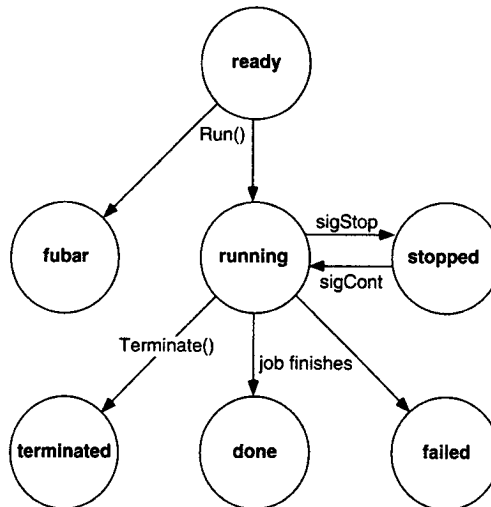 ready
Run()
fubar
running
sigStop
sigCont
stopped
Terminate()
job finishes
terminated
done
failed